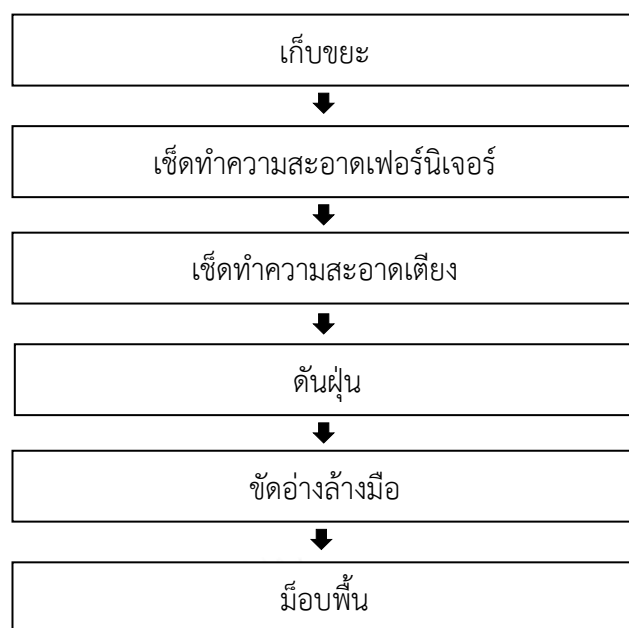 เก็บขยะ
เช็ดทำความสะอาดเฟอร์นิเจอร์
เช็ดทำความสะอาดเตียง
ดันฝุ่น
ขัดอ่างล้างมือ
ม็อบพื้น